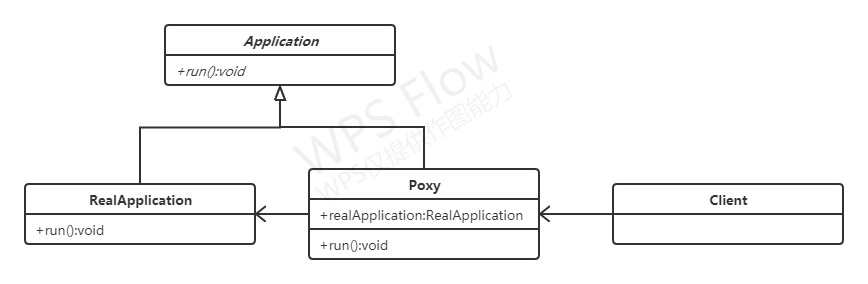 Application
+run():void
WPS Flow
WPS仅提供作图能力
RealApplication
+run():void
Poxy
+realApplication:RealApplication
+run():void
Client